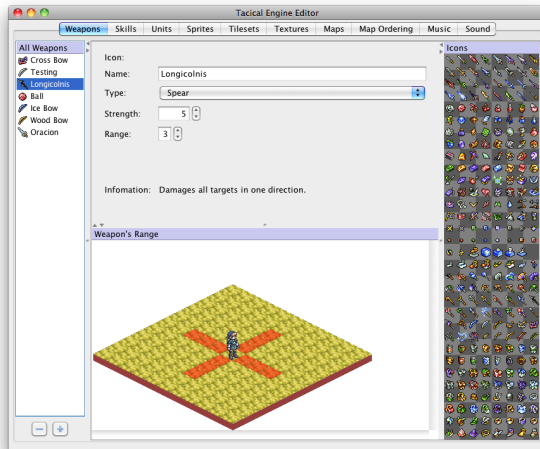 Tacical Engine Editor
Weapons Skills Units Sprites Tilesets Textures Maps Map Ordering Music Sound
All Weapons
Cross Bow
Testing
Longicolnis
Ball
Ice Bow
Wood Bow
Oracion
Icon:
Name: Longicolnis
Type: Spear
Strength: 5
Range: 3
Infomation: Damages all targets in one direction.
Weapon's Range
Icons